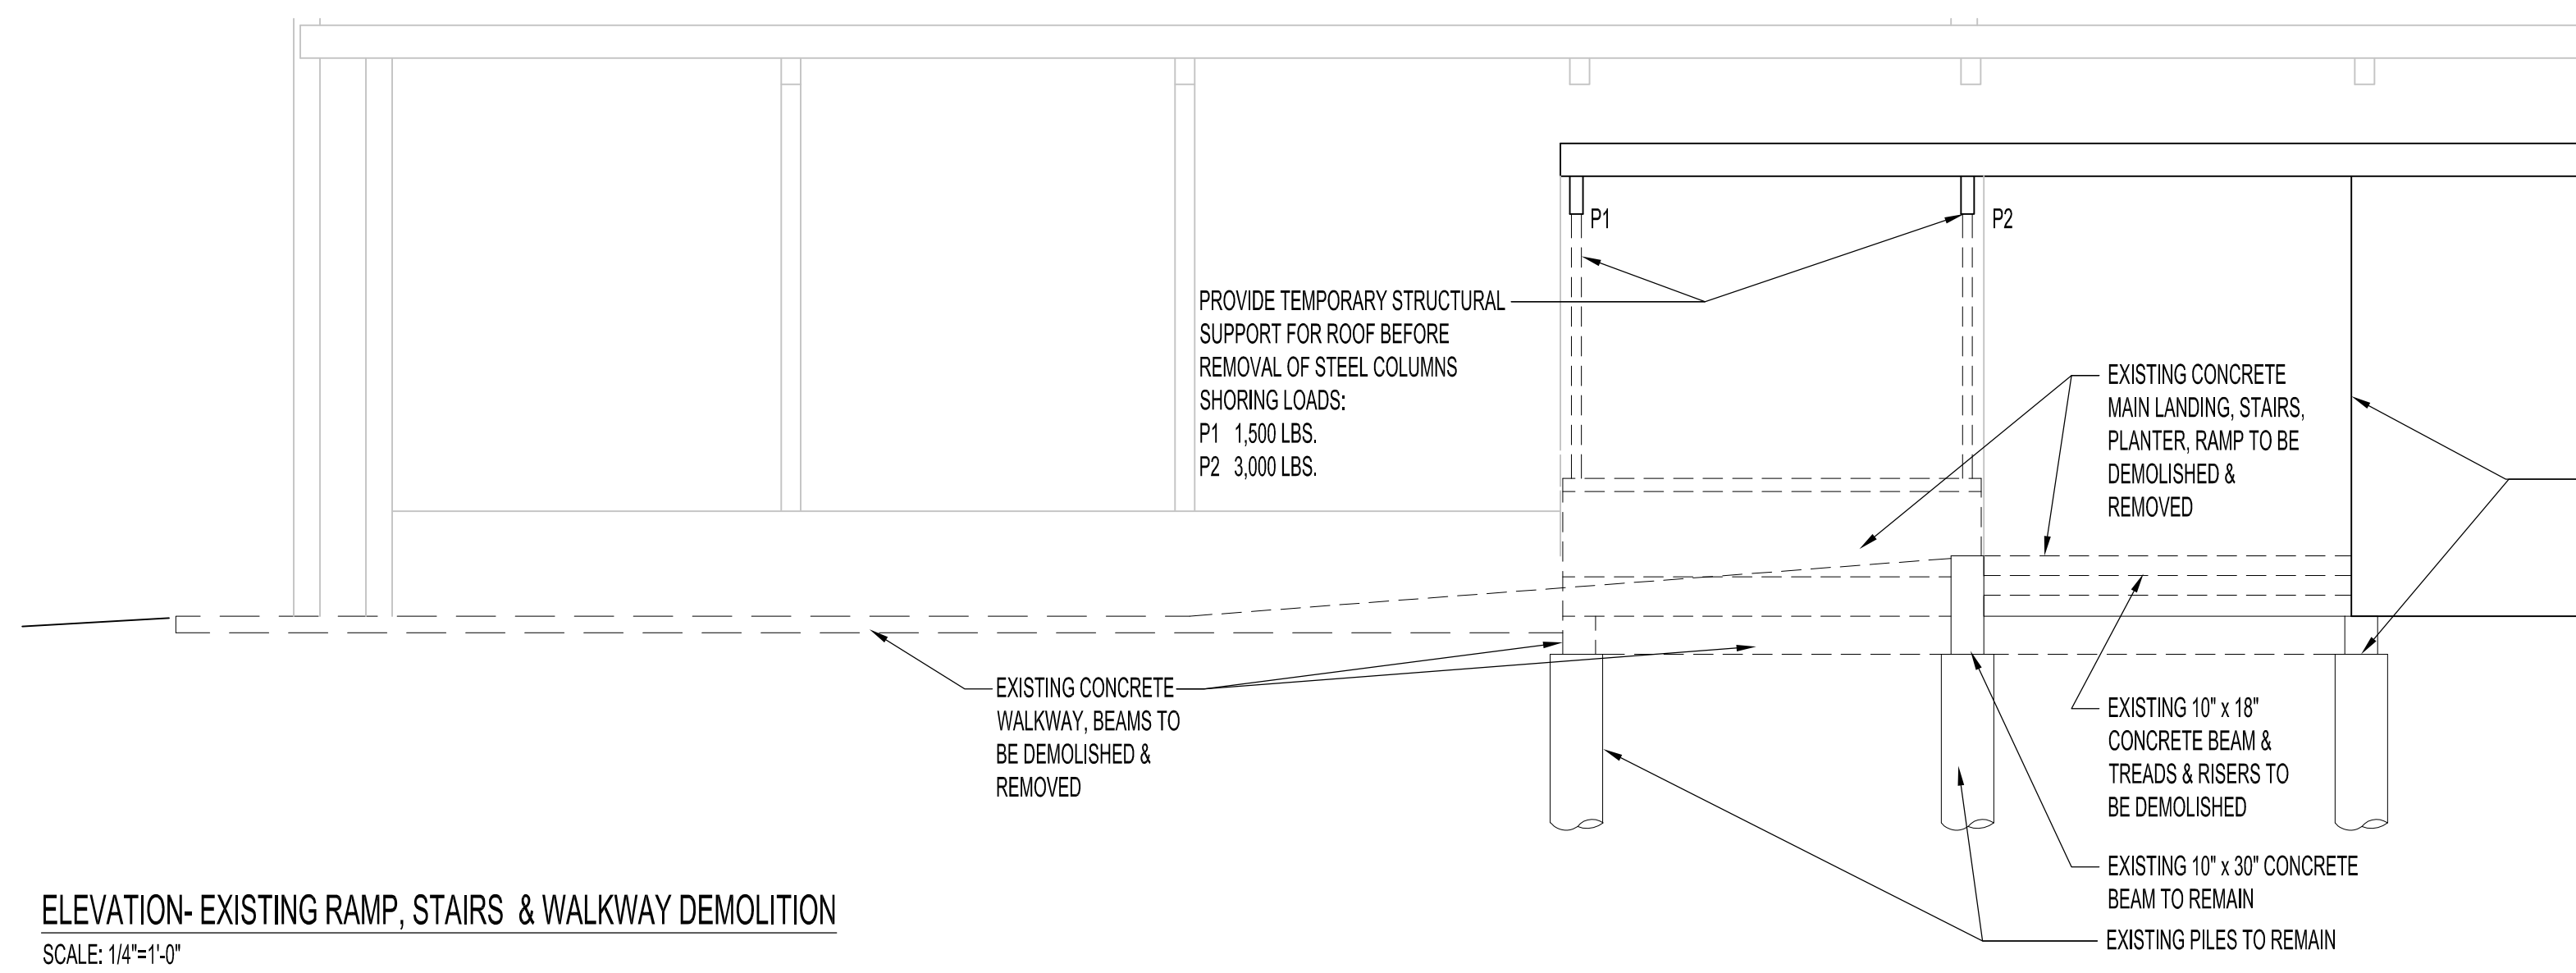 P1
P2
PROVIDE TEMPORARY STRUCTURAL
SUPPORT FOR ROOF BEFORE
REMOVAL OF STEEL COLUMNS
SHORING LOADS:
P1 1,500 LBS.
P2 3,000 LBS.
EXISTING CONCRETE
MAIN LANDING, STAIRS,
PLANTER, RAMP TO BE
DEMOLISHED &
REMOVED
EXISTING CONCRETE
WALKWAY, BEAMS TO
BE DEMOLISHED &
REMOVED
EXISTING 10" x 18"
CONCRETE BEAM &
TREADS & RISERS TO
BE DEMOLISHED
EXISTING 10" x 30" CONCRETE
BEAM TO REMAIN
EXISTING PILES TO REMAIN
ELEVATION- EXISTING RAMP, STAIRS & WALKWAY DEMOLITION
SCALE: 1/4"=1'-0"